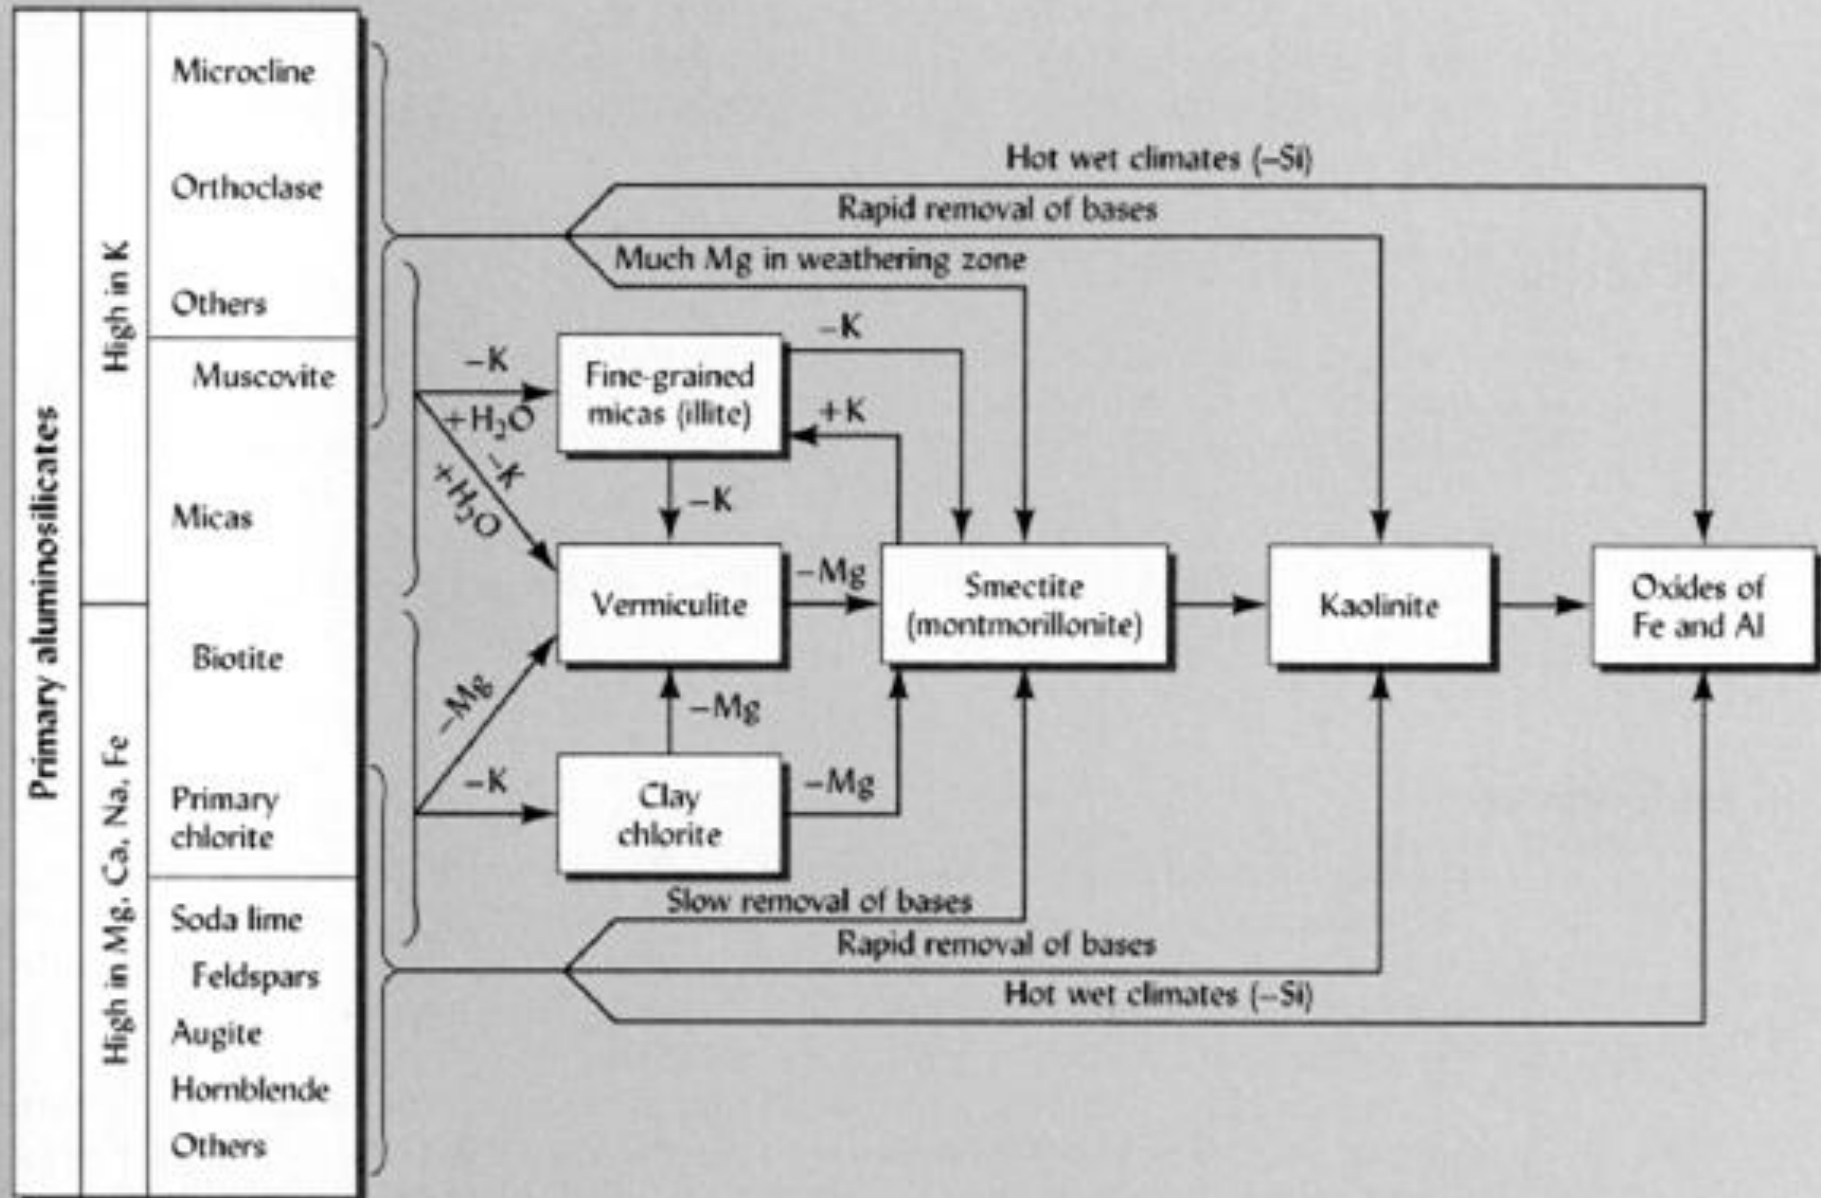 Primary aluminosilicates
High in K
High in Mg, Ca, Na, Fe
Microcline
Orthoclase
Others
Muscovite
Micas
Biotite
Primary
chlorite
Soda lime
Feldspars
Augite
Hornblende
Others
Hot wet climates (–Si)
Rapid removal of bases
Much Mg in weathering zone
–K
+H₂O
–K
+H₂O
Fine-grained
micas (illite)
–K
+K
–K
Vermiculite
–Mg
Smectite
(montmorillonite)
Kaolinite
Oxides of
Fe and Al
–Mg
–Mg
–K
Clay
chlorite
–Mg
Slow removal of bases
Rapid removal of bases
Hot wet climates (–Si)